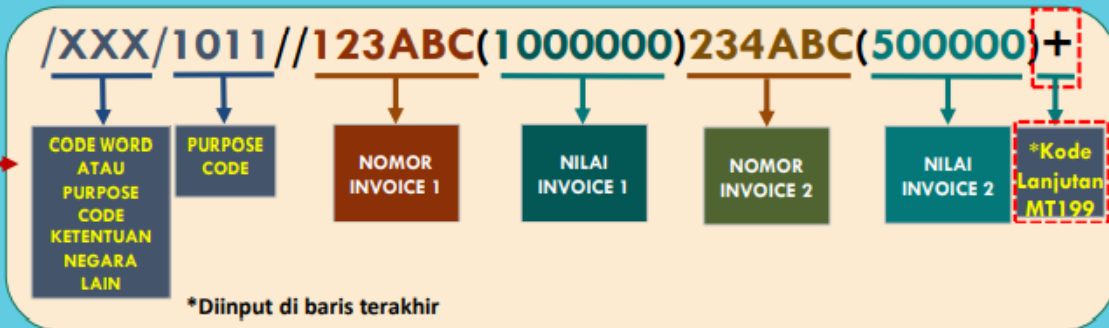 /XXX/1011//123ABC(1000000)234ABC(500000)+
CODE WORD
ATAU
PURPOSE
CODE
KETENTUAN
NEGARA
LAIN
PURPOSE
CODE
NOMOR
INVOICE 1
NILAI
INVOICE 1
NOMOR
INVOICE 2
NILAI
INVOICE 2
*Kode
Lanjutan
MT199
*Diinput di baris terakhir